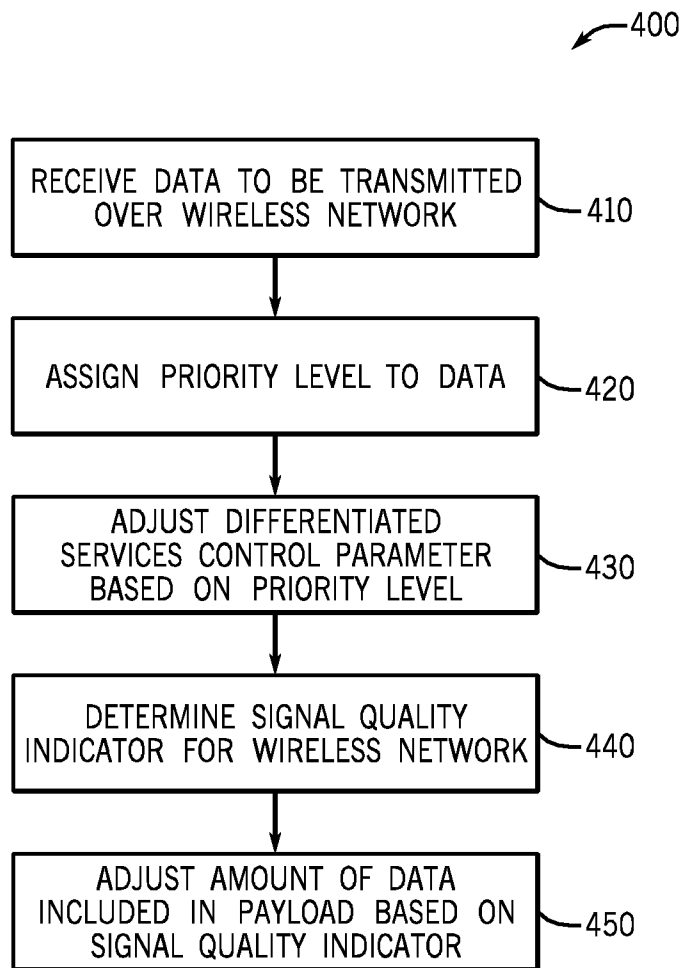 400
RECEIVE DATA TO BE TRANSMITTED
OVER WIRELESS NETWORK
410
ASSIGN PRIORITY LEVEL TO DATA
420
ADJUST DIFFERENTIATED
SERVICES CONTROL PARAMETER
BASED ON PRIORITY LEVEL
430
DETERMINE SIGNAL QUALITY
INDICATOR FOR WIRELESS NETWORK
440
ADJUST AMOUNT OF DATA
INCLUDED IN PAYLOAD BASED ON
SIGNAL QUALITY INDICATOR
450